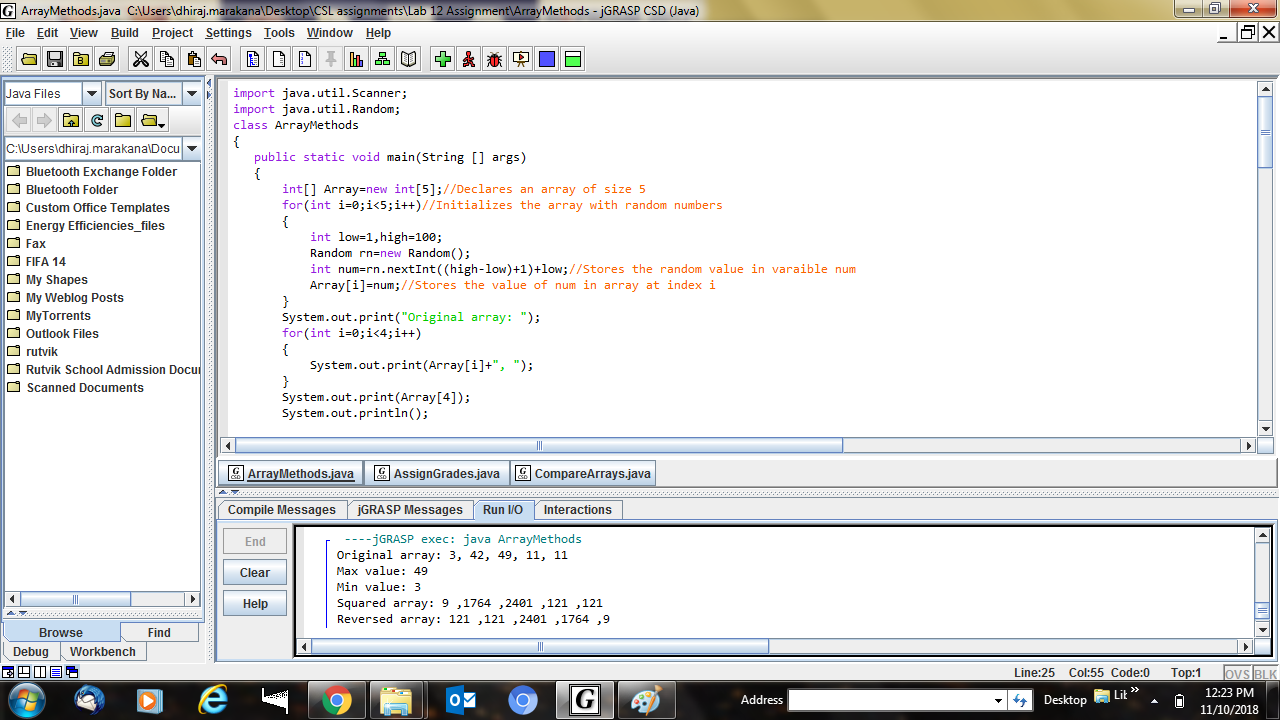 ArrayMethods.java C:\Users\dhiraj.marakana\Desktop\CSL assignments\Lab 12 Assignment\ArrayMethods - jGRASP CSD (Java)
File Edit View Build Project Settings Tools Window Help
Java Files Sort By Na...
C:\Users\dhiraj.marakana\Docu
Bluetooth Exchange Folder
Bluetooth Folder
Custom Office Templates
Energy Efficiencies_files
Fax
FIFA 14
My Shapes
My Weblog Posts
MyTorrents
Outlook Files
rutvik
Rutvik School Admission Docu
Scanned Documents
Browse Find
Debug Workbench
import java.util.Scanner;
import java.util.Random;
class ArrayMethods
{
public static void main(String [] args)
{
int[] Array=new int[5];//Declares an array of size 5
for(int i=0;i<5;i++)//Initializes the array with random numbers
{
int low=1,high=100;
Random rn=new Random();
int num=rn.nextInt((high-low)+1)+low;//Stores the random value in varaible num
Array[i]=num;//Stores the value of num in array at index i
}
System.out.print("Original array: ");
for(int i=0;i<4;i++)
{
System.out.print(Array[i]+", ");
}
System.out.print(Array[4]);
System.out.println();
ArrayMethods.java AssignGrades.java CompareArrays.java
Compile Messages jGRASP Messages Run I/O Interactions
End
Clear
Help
----jGRASP exec: java ArrayMethods
Original array: 3, 42, 49, 11, 11
Max value: 49
Min value: 3
Squared array: 9 ,1764 ,2401 ,121 ,121
Reversed array: 121 ,121 ,2401 ,1764 ,9
Line:25 Col:55 Code:0 Top:1 OVS BLK
Address Desktop Lib » 12:23 PM
11/10/2018